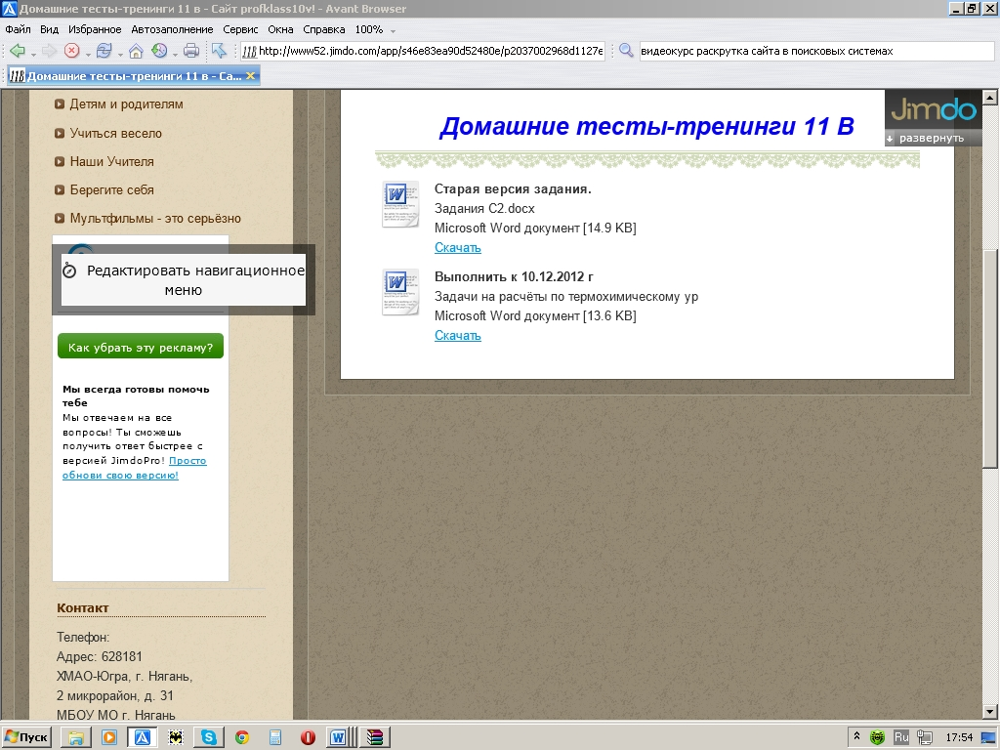 Домашние тесты-тренинги 11 в - Сайт profklass10v! - Avant Browser
Файл Вид Избранное Автозаполнение Сервис Окна Справка 100%
http://www52.jimdo.com/app/s46e83ea90d52480e/p2037002968d1127e
видеокурс раскрутка сайта в поисковых системах
Домашние тесты-тренинги 11 в - Са...
Детям и родителям
Учиться весело
Наши Учителя
Берегите себя
Мультфильмы - это серьёзно
Редактировать навигационное
меню
Как убрать эту рекламу?
Мы всегда готовы помочь
тебе
Мы отвечаем на все
вопросы! Ты сможешь
получить ответ быстрее с
версией JimdoPro! Просто
обнови свою версию!
Контакт
Телефон:
Адрес: 628181
ХМАО-Югра, г. Нягань,
2 микрорайон, д. 31
МБОУ МО г. Нягань
Jimdo
развернуть
Домашние тесты-тренинги 11 В
Старая версия задания.
Задания С2.docx
Microsoft Word документ [14.9 KB]
Скачать
Выполнить к 10.12.2012 г
Задачи на расчёты по термохимическому ур
Microsoft Word документ [13.6 KB]
Скачать
Пуск
Ru
17:54